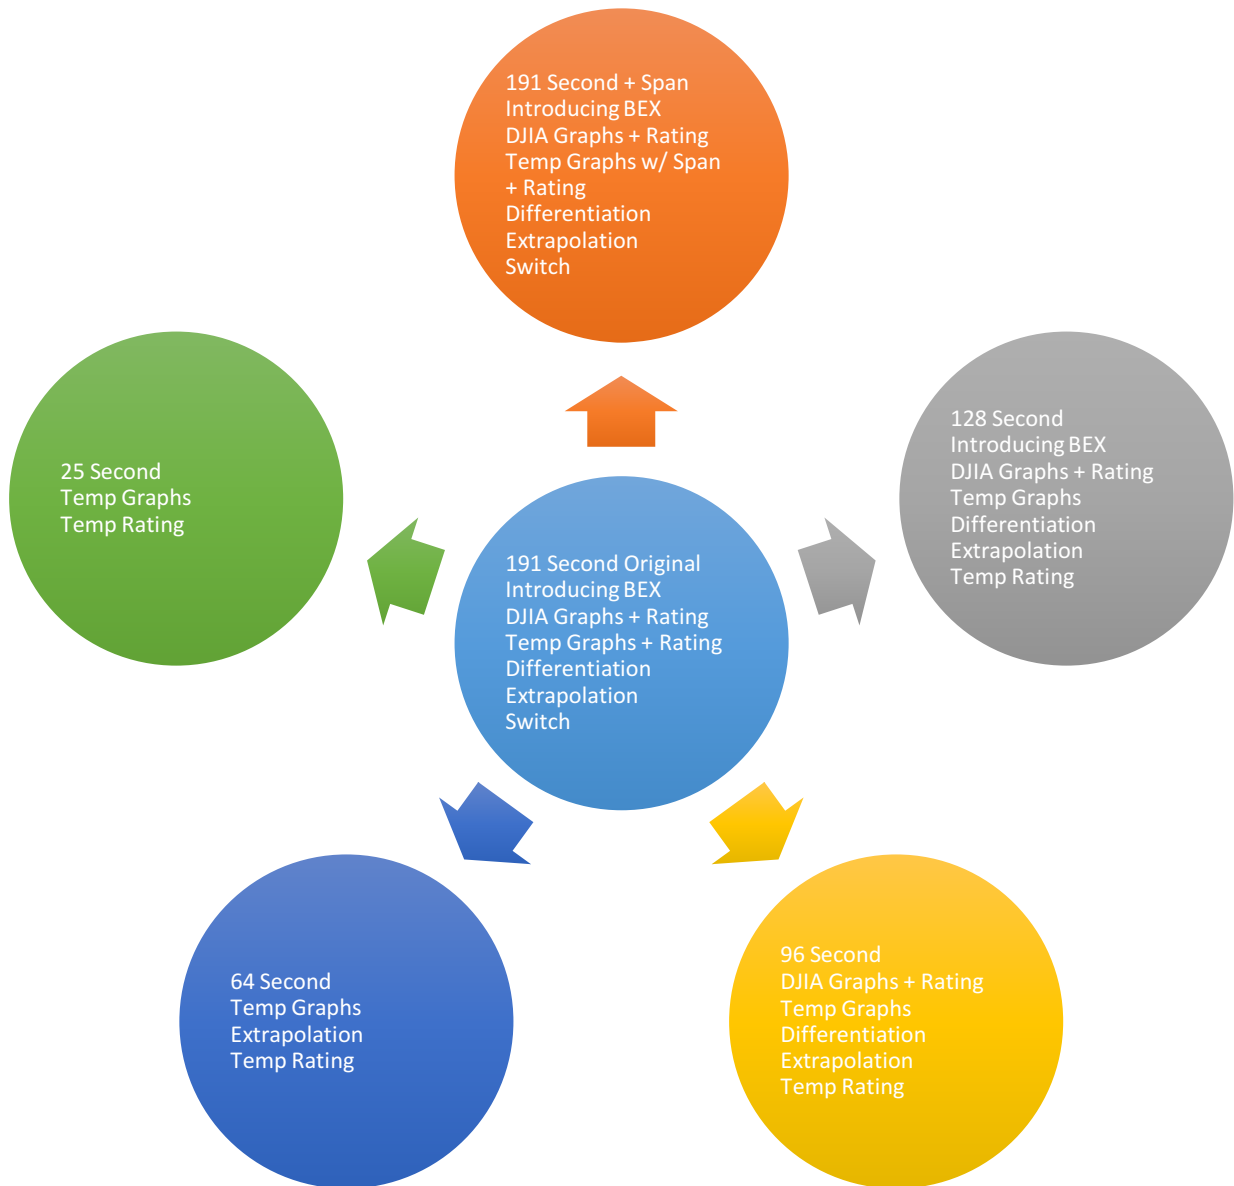 191 Second + Span
Introducing BEX
DJIA Graphs + Rating
Temp Graphs w/ Span
+ Rating
Differentiation
Extrapolation
Switch
25 Second
Temp Graphs
Temp Rating
128 Second
Introducing BEX
DJIA Graphs + Rating
Temp Graphs
Differentiation
Extrapolation
Temp Rating
191 Second Original
Introducing BEX
DJIA Graphs + Rating
Temp Graphs + Rating
Differentiation
Extrapolation
Switch
64 Second
Temp Graphs
Extrapolation
Temp Rating
96 Second
DJIA Graphs + Rating
Temp Graphs
Differentiation
Extrapolation
Temp Rating